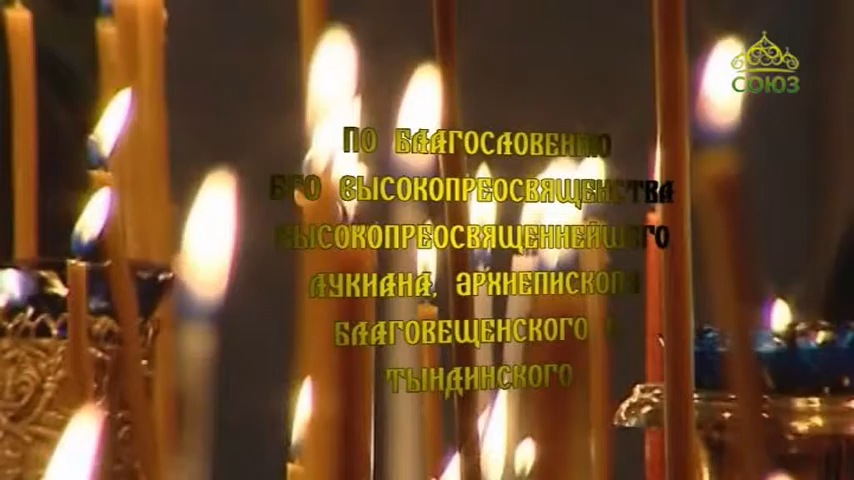 СОЮЗ
ПО БЛАГОСЛОВЕНИЮ
ЕГО ВЫСОКОПРЕОСВЯЩЕНСТВА
ВЫСОКОПРЕОСВЯЩЕННЕЙШЕГО
ЛУКИАНА, АРХИЕПИСКОПА
БЛАГОВЕЩЕНСКОГО И
ТЫНДИНСКОГО